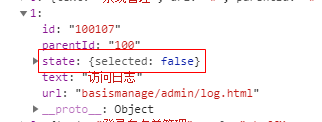 1:
id: "100107"
parentId: "100"
▶ state: {selected: false}
text: "访问日志"
url: "basismanage/admin/log.html"
▶ __proto__: Object